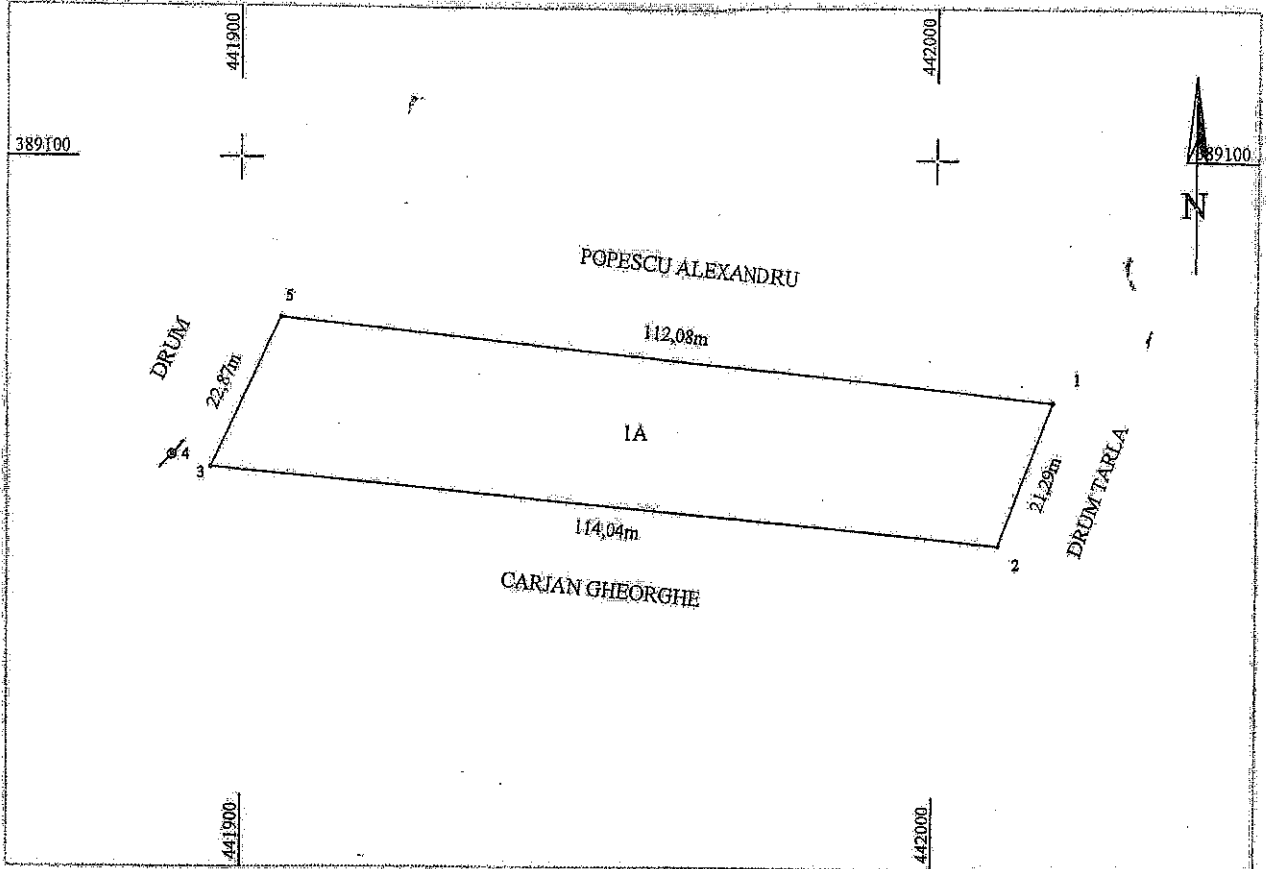 441900
442000
389100
389100
N
POPESCU ALEXANDRU
5
DRUM
112,08m
22,87m
1
1A
4
3
21,29m
DRUM TARLA
114,04m
2
CARJAN GHEORGHE
441900
442000